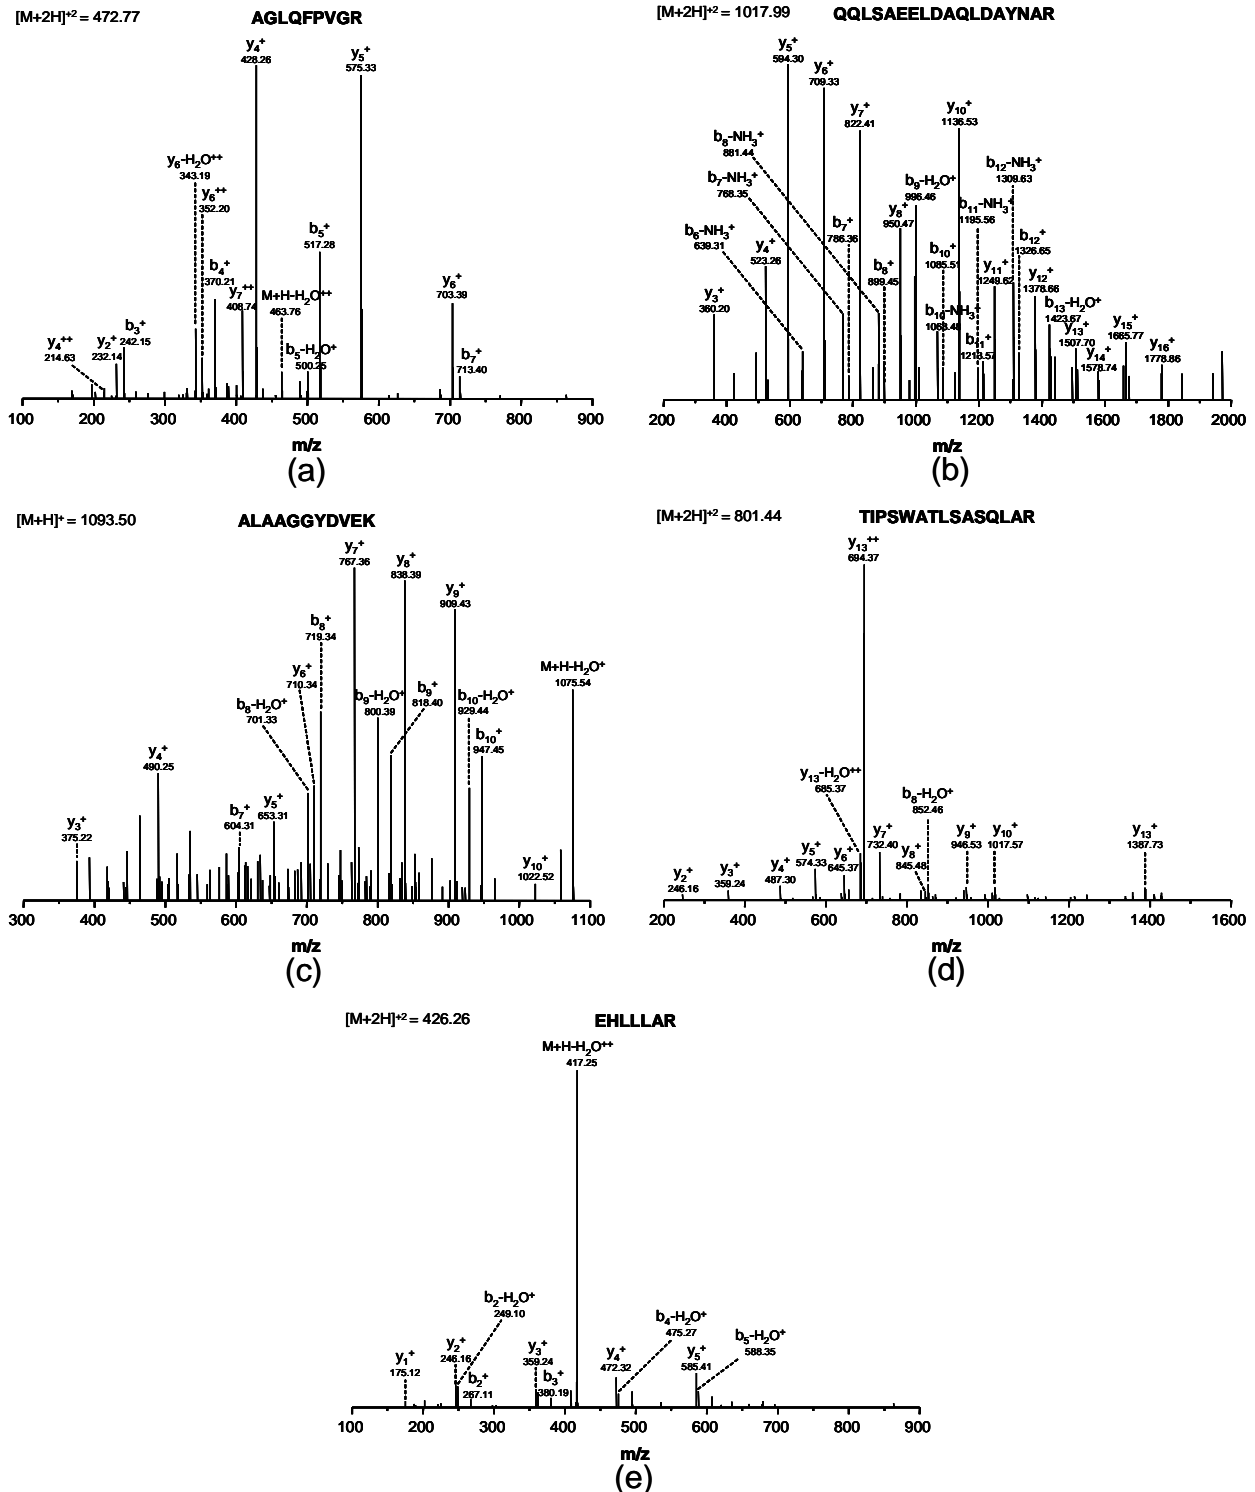 [M+2H]+2 = 472.77 AGLQFPVGR
y4+
428.26
y5+
575.33
y6-H2O++
343.19
y6++
352.20
b5+
517.28
b4+
370.21
y7++
408.74
M+H-H2O++
463.76
y6+
703.39
y4++
214.63
y2+
232.14
b3+
242.15
b5-H2O+
500.25
b7+
713.40
100 200 300 400 500 600 700 800 900
m/z
(a)
[M+2H]+2 = 1017.99 QQLSAEELDAQLDAYNAR
y5+
594.30
y6+
709.33
y7+
822.41
y10+
1136.53
b8-NH3+
881.44
b7-NH3+
768.35
b12-NH3+
1309.63
b9-H2O+
996.46
b11-NH3+
1195.56
b6-NH3+
639.31
y4+
523.26
b7+
786.36
y8+
950.47
b10+
1085.51
b12+
1326.65
y3+
360.20
b8+
899.45
y11+
1249.62
y12+
1378.66
b10-NH3+
1068.48
b13-H2O+
1423.67
b11+
1213.57
y13+
1507.70
y14+
1578.74
y15+
1665.77
y16+
1778.86
200 400 600 800 1000 1200 1400 1600 1800 2000
m/z
(b)
[M+H]+ = 1093.50 ALAAGGYDVEK
y7+
767.36
y8+
838.39
y9+
909.43
b8+
719.34
M+H-H2O+
1075.54
y6+
710.34
b8-H2O+
701.33
b9-H2O+
800.39
b9+
818.40
b10-H2O+
929.44
b10+
947.45
y4+
490.25
y3+
375.22
b7+
604.31
y5+
653.31
y10+
1022.52
300 400 500 600 700 800 900 1000 1100
m/z
(c)
[M+2H]+2 = 801.44 TIPSWATLSASQLAR
y13++
694.37
y13-H2O++
685.37
b8-H2O+
852.46
y2+
246.16
y3+
359.24
y4+
487.30
y5+
574.33
y6+
645.37
y7+
732.40
y8+
845.48
y9+
946.53
y10+
1017.57
y13+
1387.73
200 400 600 800 1000 1200 1400 1600
m/z
(d)
[M+2H]+2 = 426.26 EHLLLAR
M+H-H2O++
417.25
b2-H2O+
249.10
b4-H2O+
475.27
b5-H2O+
588.35
y1+
175.12
y2+
246.16
b2+
267.11
y3+
359.24
b3+
380.19
y4+
472.32
y5+
585.41
100 200 300 400 500 600 700 800 900
m/z
(e)